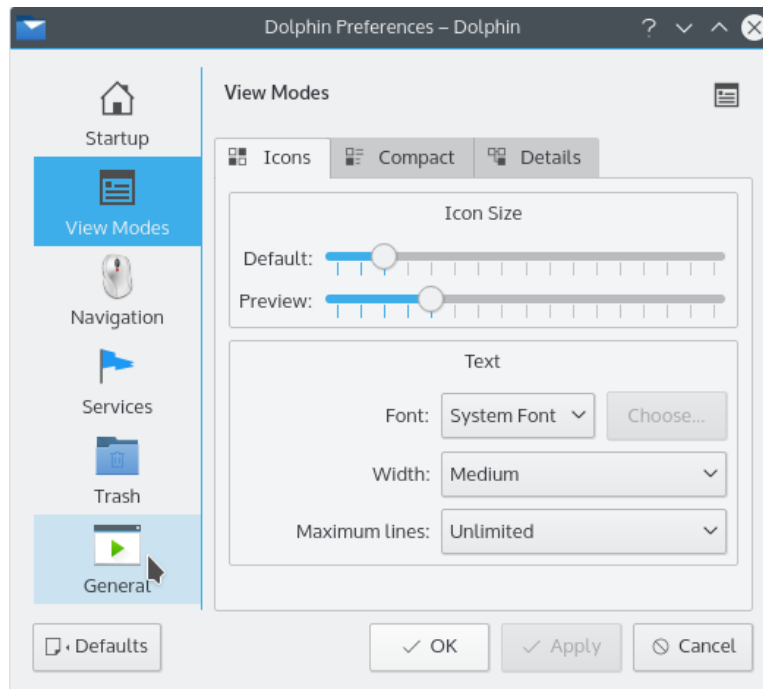 Dolphin Preferences – Dolphin
Startup
View Modes
Navigation
Services
Trash
General
View Modes
Icons
Compact
Details
Icon Size
Default:
Preview:
Text
Font: System Font Choose...
Width: Medium
Maximum lines: Unlimited
Defaults
OK
Apply
Cancel